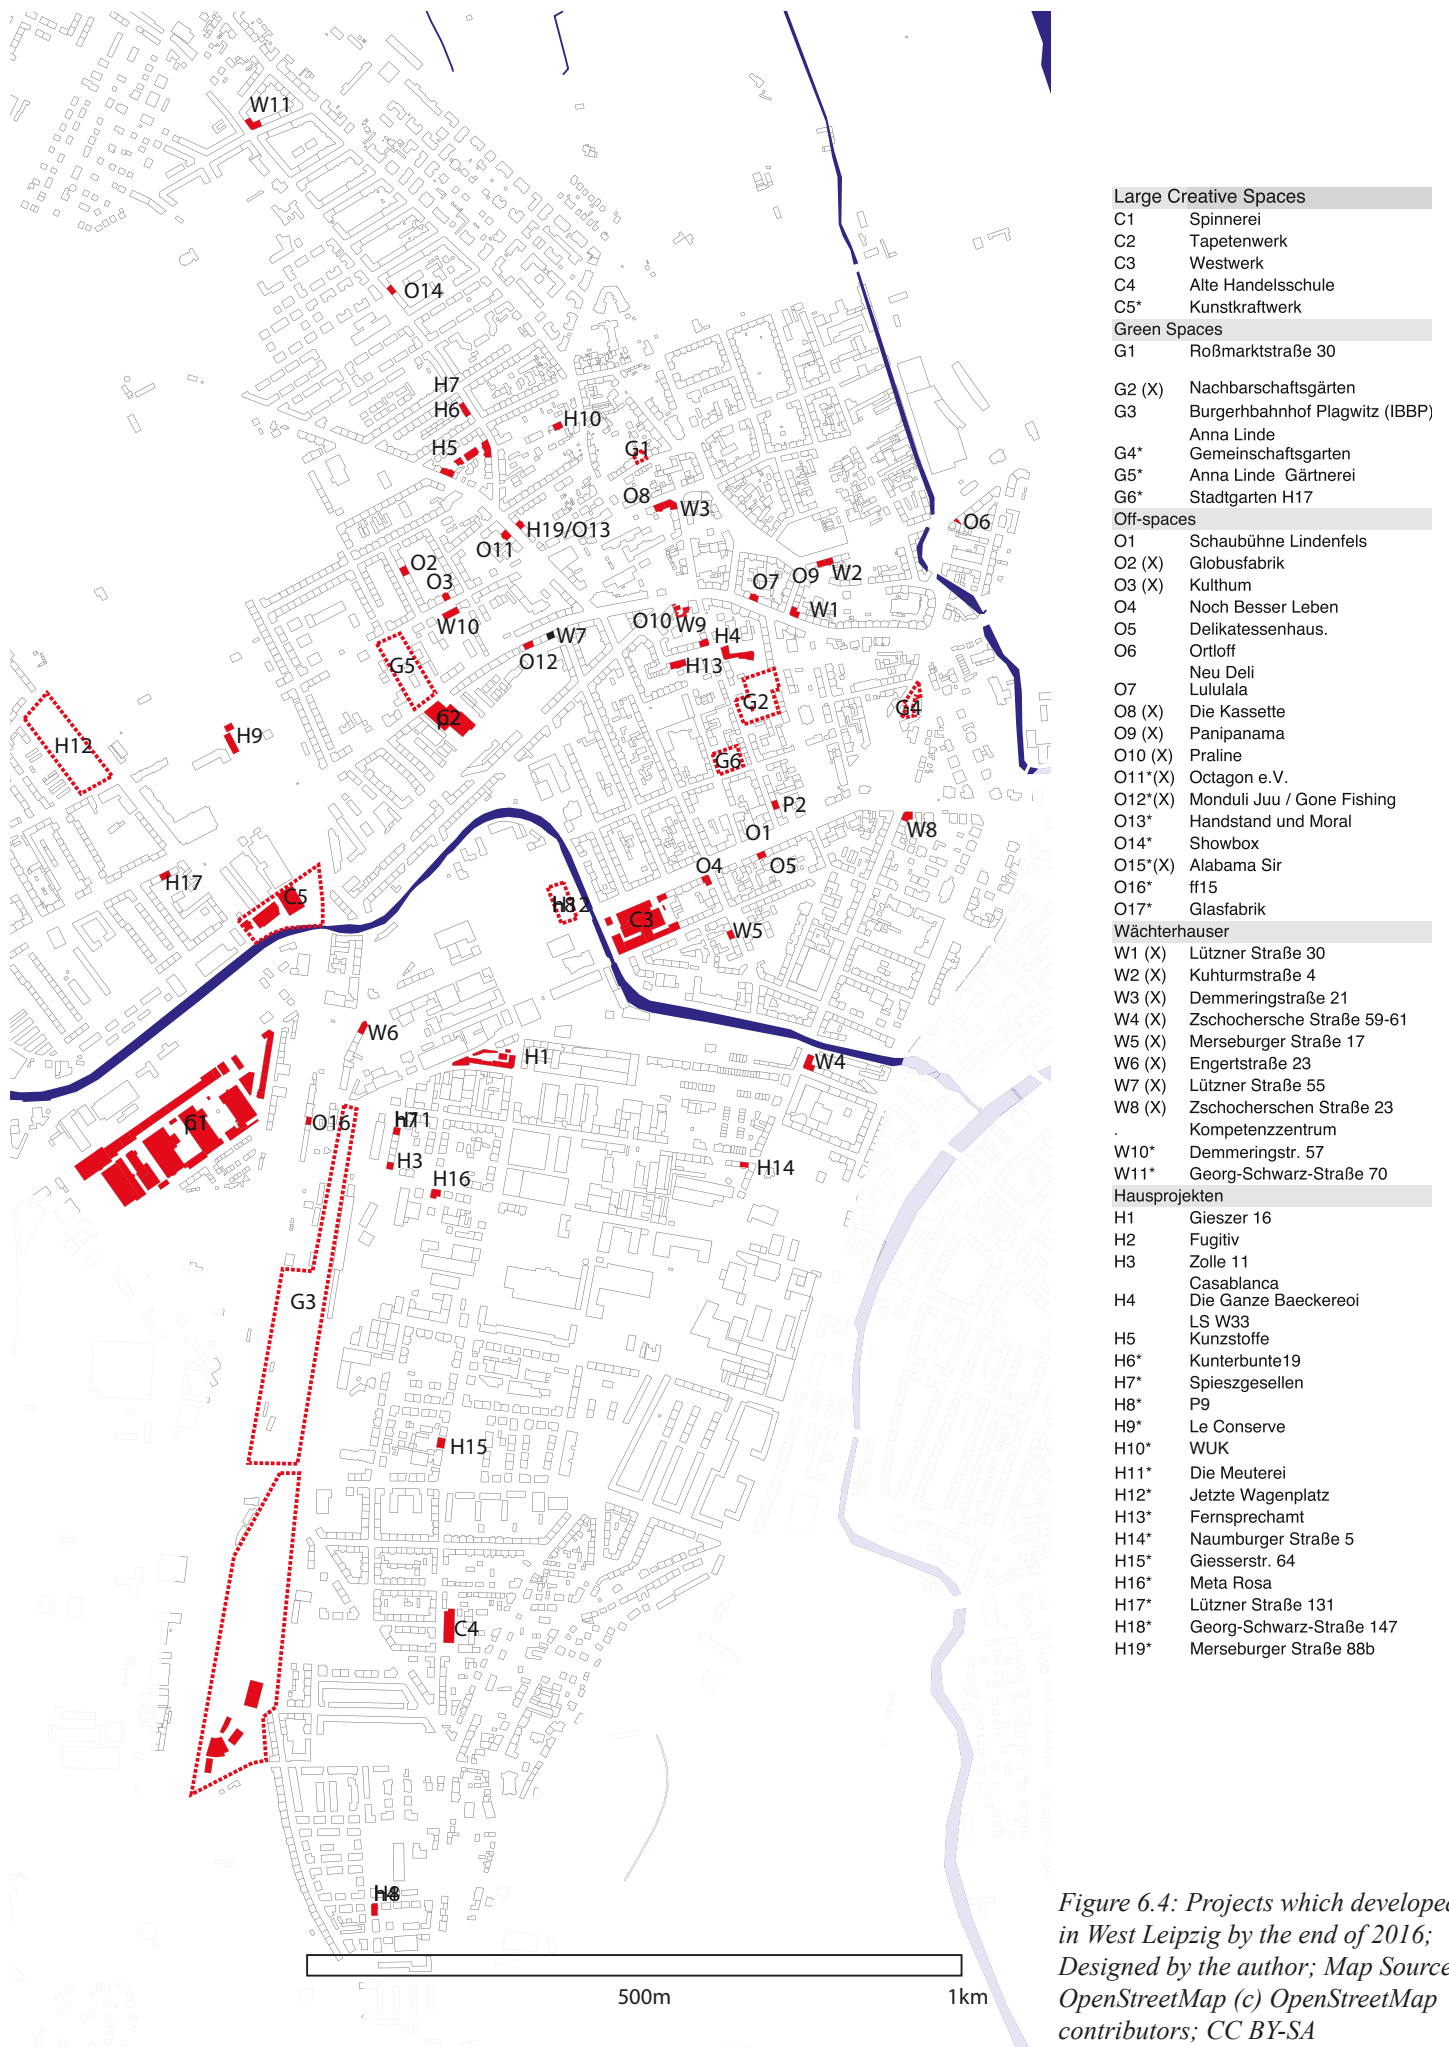 W11
O14
H7
H6
H10
H5
G1
O8
W3
O6
H19/O13
O11
O2
O9
W2
O7
O3
W1
O10
W10
W9
W7
H4
O12
G5
H13
G2
G4
H12
H9
G6
P2
W8
O1
O4
O5
H17
C5
C3
W5
W6
H1
W4
O16
H3
H14
H16
G3
H15
C4
500m
1km
Large Creative Spaces
C1 Spinnerei
C2 Tapetenwerk
C3 Westwerk
C4 Alte Handelsschule
C5* Kunstkraftwerk
Green Spaces
G1 Roßmarktstraße 30
G2 (X) Nachbarschaftsgärten
G3 Burgerhbahnhof Plagwitz (IBBP)
Anna Linde
G4* Gemeinschaftsgarten
G5* Anna Linde Gärtnerei
G6* Stadtgarten H17
Off-spaces
O1 Schaubühne Lindenfels
O2 (X) Globusfabrik
O3 (X) Kulthum
O4 Noch Besser Leben
O5 Delikatessenhaus.
O6 Ortloff
Neu Deli
O7 Lululala
O8 (X) Die Kassette
O9 (X) Panipanama
O10 (X) Praline
O11*(X) Octagon e.V.
O12*(X) Monduli Juu / Gone Fishing
O13* Handstand und Moral
O14* Showbox
O15*(X) Alabama Sir
O16* ff15
O17* Glasfabrik
Wächterhauser
W1 (X) Lützner Straße 30
W2 (X) Kuhturmstraße 4
W3 (X) Demmeringstraße 21
W4 (X) Zschochersche Straße 59-61
W5 (X) Merseburger Straße 17
W6 (X) Engertstraße 23
W7 (X) Lützner Straße 55
W8 (X) Zschocherschen Straße 23
. Kompetenzzentrum
W10* Demmeringstr. 57
W11* Georg-Schwarz-Straße 70
Hausprojekten
H1 Gieszer 16
H2 Fugitiv
H3 Zolle 11
Casablanca
H4 Die Ganze Baeckereoi
LS W33
H5 Kunzstoffe
H6* Kunterbunte19
H7* Spieszgesellen
H8* P9
H9* Le Conserve
H10* WUK
H11* Die Meuterei
H12* Jetzte Wagenplatz
H13* Fernsprechamt
H14* Naumburger Straße 5
H15* Giesserstr. 64
H16* Meta Rosa
H17* Lützner Straße 131
H18* Georg-Schwarz-Straße 147
H19* Merseburger Straße 88b
Figure 6.4: Projects which developed
in West Leipzig by the end of 2016;
Designed by the author; Map Source
OpenStreetMap (c) OpenStreetMap
contributors; CC BY-SA